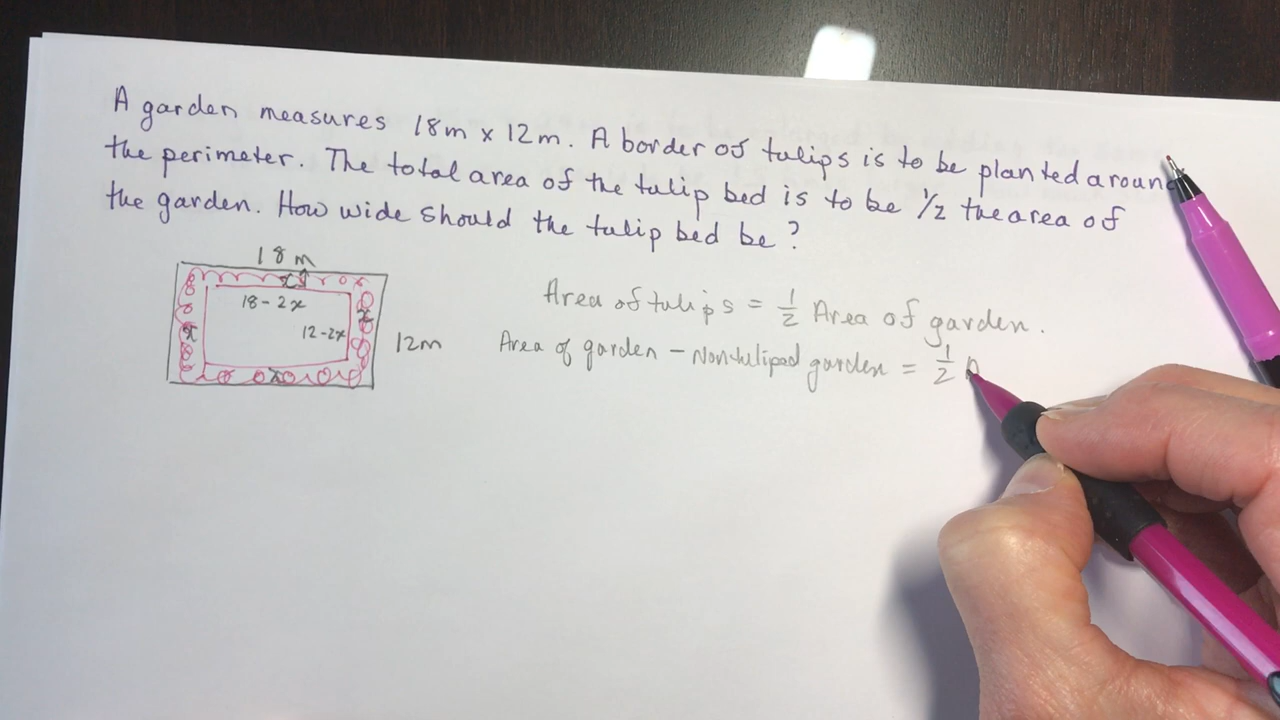 A garden measures 18m x 12m. A border of tulips is to be planted around
the perimeter. The total area of the tulip bed is to be 1/2 the area of
the garden. How wide should the tulip bed be?
18m
x
18-2x
x
12-2x
x
12m
x
Area of tulips = 1/2 Area of garden.
Area of garden - Nontuliped garden = 1/2 A